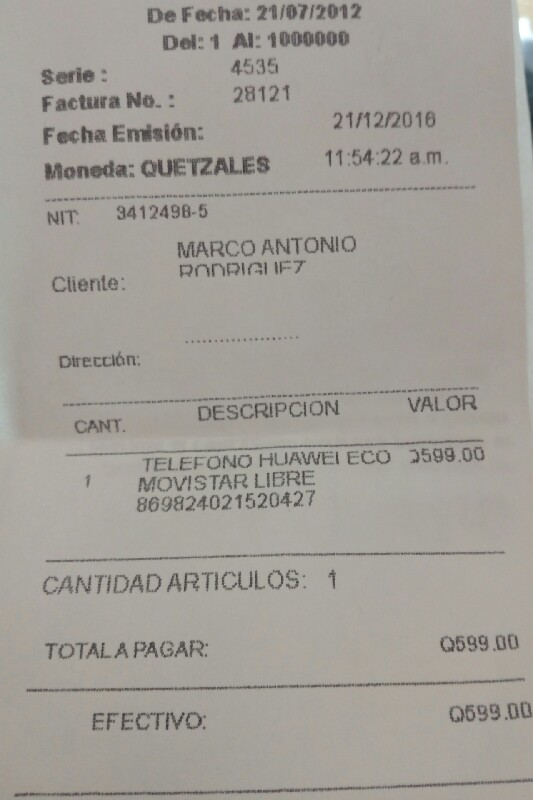 De Fecha: 21/07/2012
Del: 1 Al: 1000000
Serie : 4535
Factura No. : 28121
Fecha Emisión: 21/12/2016
Moneda: QUETZALES 11:54:22 a.m.
NIT: 3412498-5
MARCO ANTONIO
Cliente: RODRIGUEZ
Dirección: ....................
CANT. DESCRIPCION VALOR
1 TELEFONO HUAWEI ECO Q599.00
MOVISTAR LIBRE
869824021520427
CANTIDAD ARTICULOS: 1
TOTAL A PAGAR: Q599.00
EFECTIVO: Q599.00